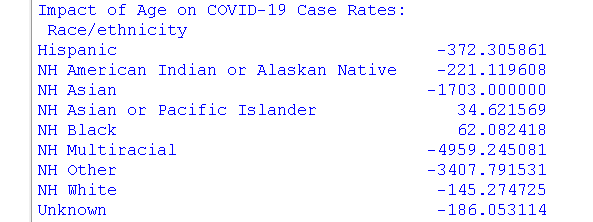 Impact of Age on COVID-19 Case Rates:
Race/ethnicity
Hispanic -372.305861
NH American Indian or Alaskan Native -221.119608
NH Asian -1703.000000
NH Asian or Pacific Islander 34.621569
NH Black 62.082418
NH Multiracial -4959.245081
NH Other -3407.791531
NH White -145.274725
Unknown -186.053114